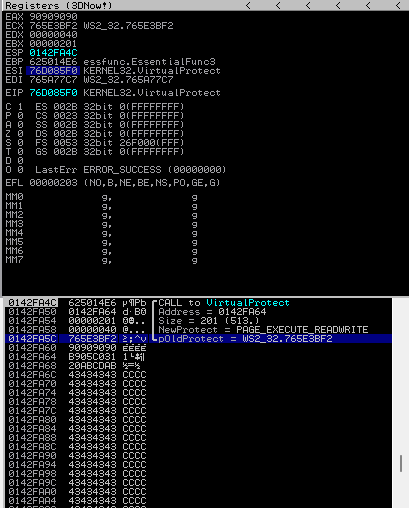 Registers (3DNow!) < < < < <
EAX 90909090
ECX 765E3BF2 WS2_32.765E3BF2
EDX 00000040
EBX 00000201
ESP 0142FA4C
EBP 625014E6 essfunc.EssentialFunc3
ESI 76D085F0 KERNEL32.VirtualProtect
EDI 765A77C7 WS2_32.765A77C7
EIP 76D085F0 KERNEL32.VirtualProtect
C 1 ES 002B 32bit 0(FFFFFFFF)
P 0 CS 0023 32bit 0(FFFFFFFF)
A 0 SS 002B 32bit 0(FFFFFFFF)
Z 0 DS 002B 32bit 0(FFFFFFFF)
S 0 FS 0053 32bit 26F000(FFF)
T 0 GS 002B 32bit 0(FFFFFFFF)
D 0
O 0 LastErr ERROR_SUCCESS (00000000)
EFL 00000203 (NO,B,NE,BE,NS,PO,GE,G)
MM0 g, g
MM1 g, g
MM2 g, g
MM3 g, g
MM4 g, g
MM5 g, g
MM6 g, g
MM7 g, g
0142FA4C 625014E6 µ¶Pb CALL to VirtualProtect
0142FA50 0142FA64 Address = 0142FA64
0142FA54 00000201 Size = 201 (513.)
0142FA58 00000040 @... NewProtect = PAGE_EXECUTE_READWRITE
0142FA5C 765E3BF2 ≥;^v pOldProtect = WS2_32.765E3BF2
0142FA60 90909090 ÉÉÉÉ
0142FA64 B905C031
0142FA68 20ABCDAB
0142FA6C 43434343 CCCC
0142FA70 43434343 CCCC
0142FA74 43434343 CCCC
0142FA78 43434343 CCCC
0142FA7C 43434343 CCCC
0142FA80 43434343 CCCC
0142FA84 43434343 CCCC
0142FA88 43434343 CCCC
0142FA8C 43434343 CCCC
0142FA90 43434343 CCCC
0142FA94 43434343 CCCC
0142FA98 43434343 CCCC
0142FA9C 43434343 CCCC
0142FAA0 43434343 CCCC
0142FAA4 43434343 CCCC
0142FAA8 43434343 CCCC